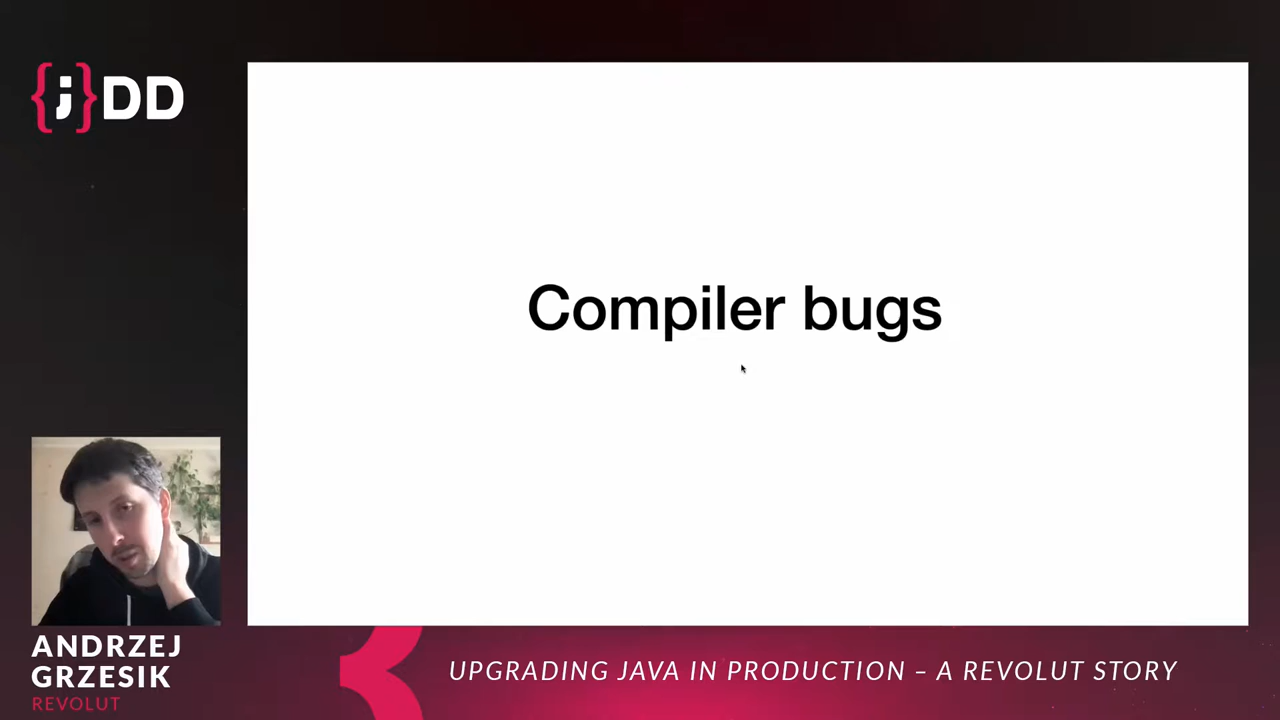 {;}DD
Compiler bugs
ANDRZEJ
GRZESIK
REVOLUT
UPGRADING JAVA IN PRODUCTION – A REVOLUT STORY